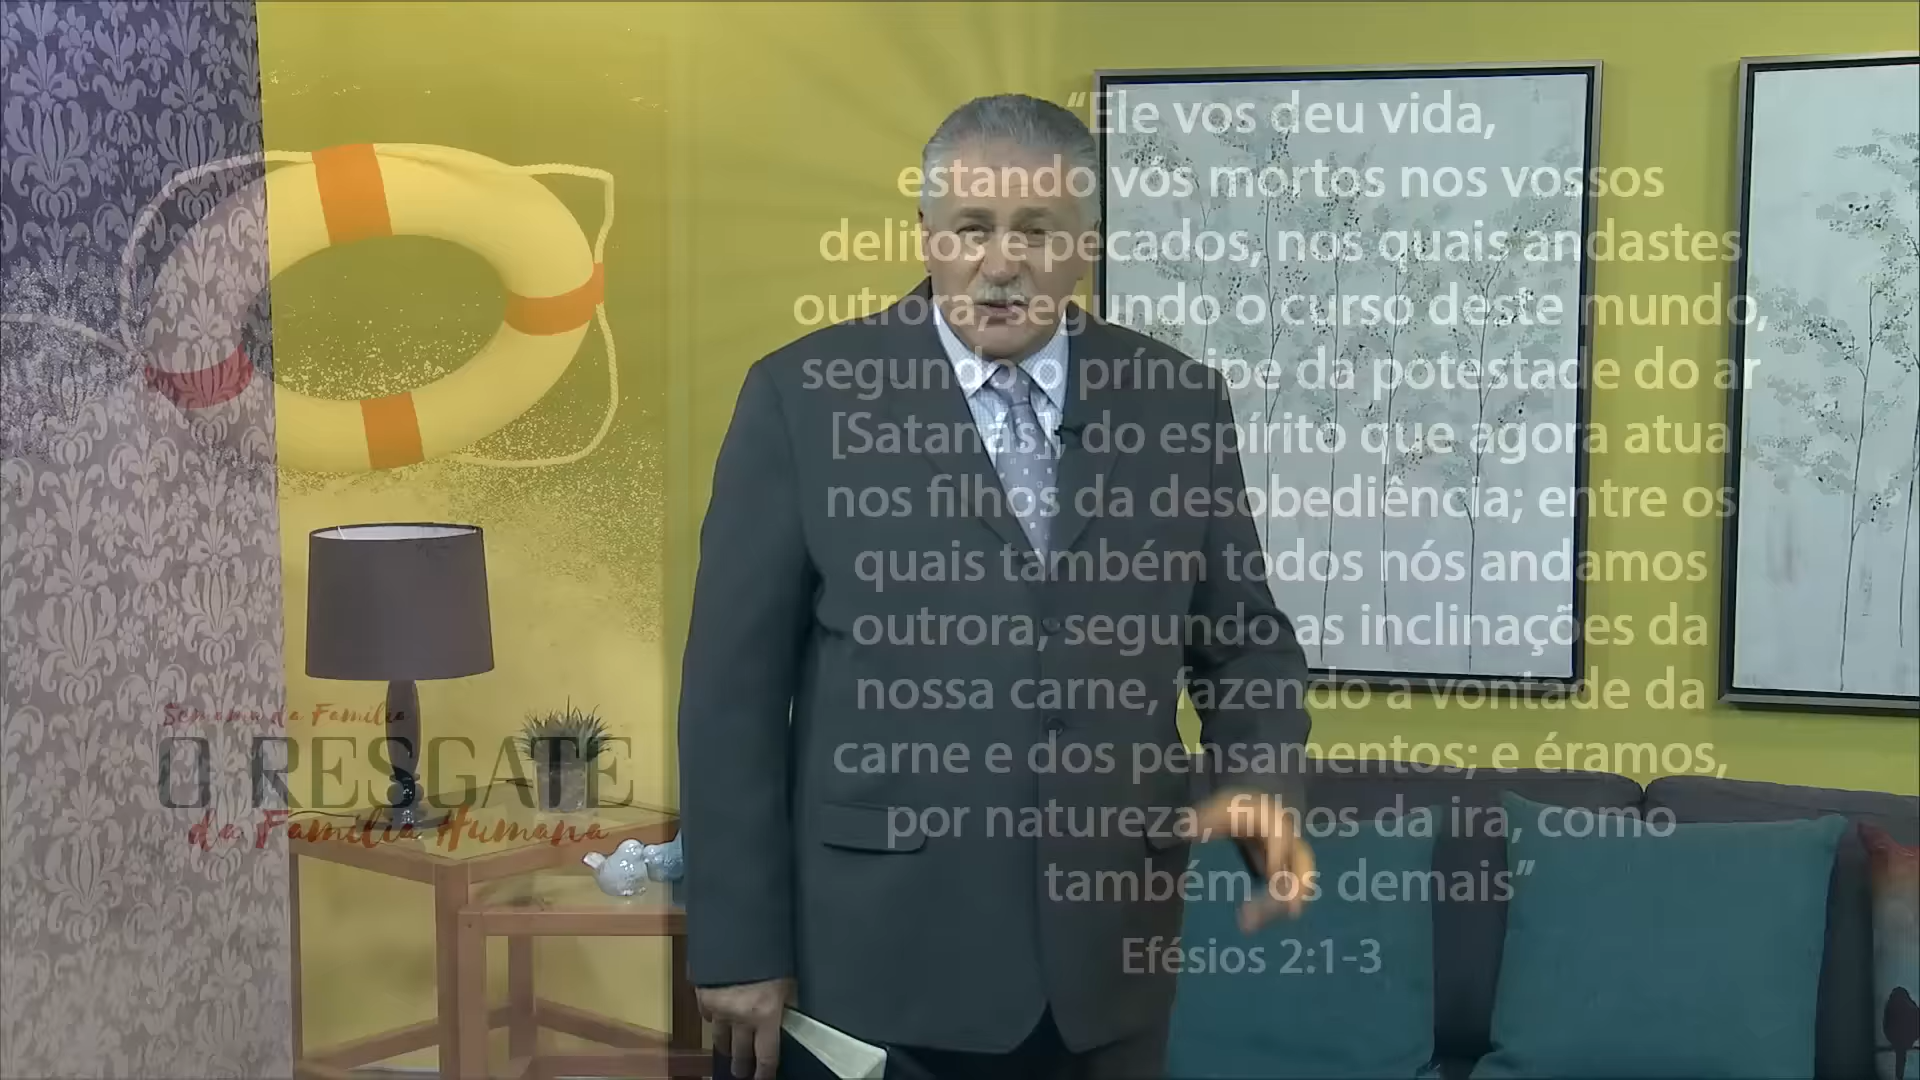 “Ele vos deu vida,
estando vós mortos nos vossos
delitos e pecados, nos quais andastes
outrora, segundo o curso deste mundo,
segundo o príncipe da potestade do ar
[Satanás], do espírito que agora atua
nos filhos da desobediência; entre os
quais também todos nós andamos
outrora, segundo as inclinações da
nossa carne, fazendo a vontade da
carne e dos pensamentos; e éramos,
por natureza, filhos da ira, como
também os demais”
Efésios 2:1-3
Semana da Família
O RESGATE
da Família Humana